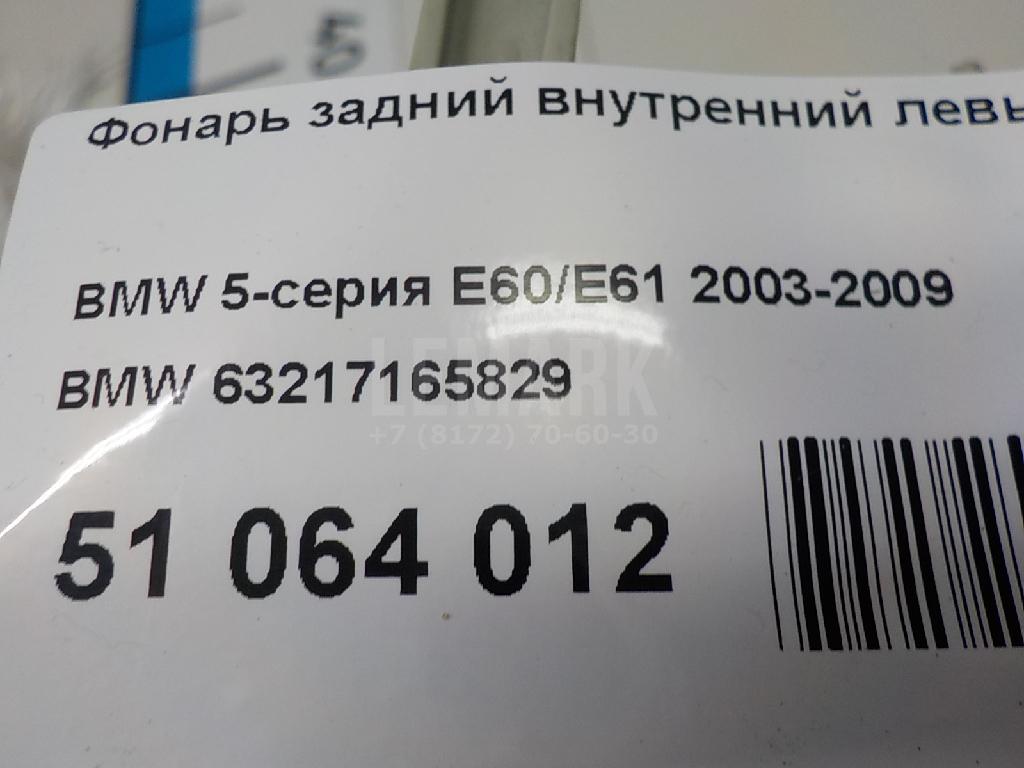 Фонарь задний внутренний
BMW 5-серия E60/E61 2003-2009
BMW 63217165829
LEMARK
+7 (8172) 70-60-30
51 064 012